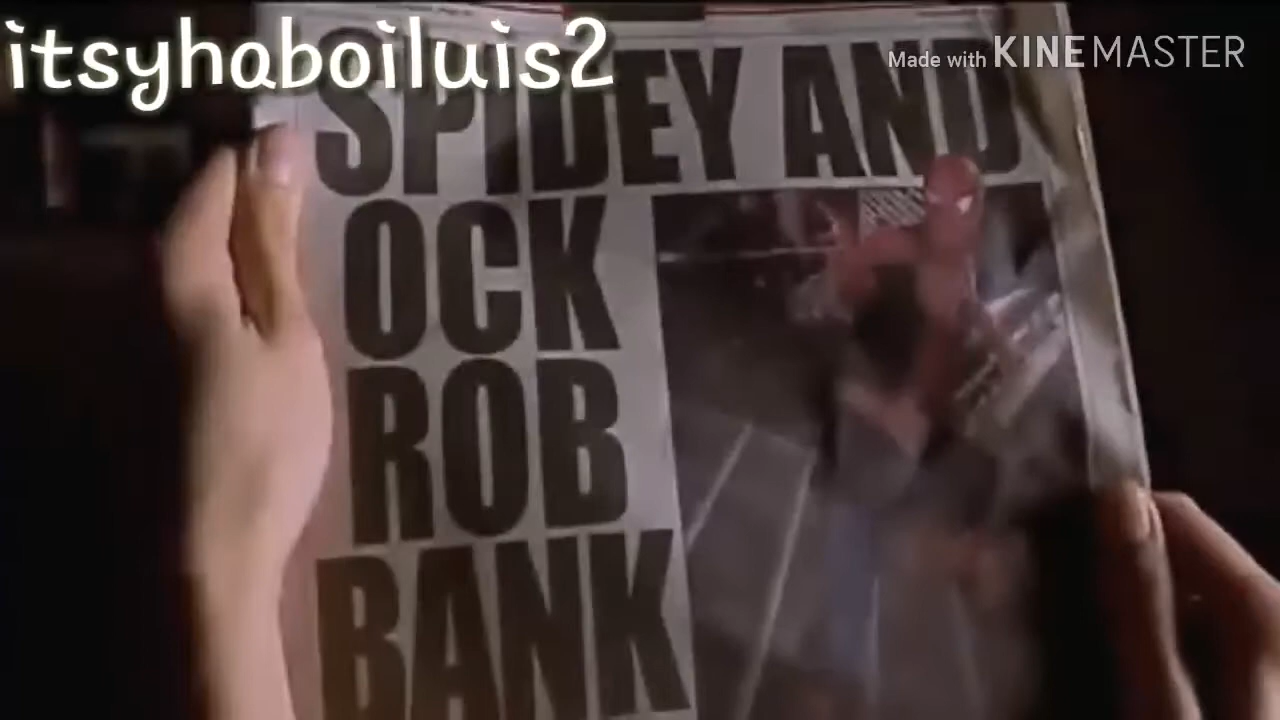 itsyhaboiluis2
Made with KINEMASTER
SPIDEY AND
OCK
ROB
BANK